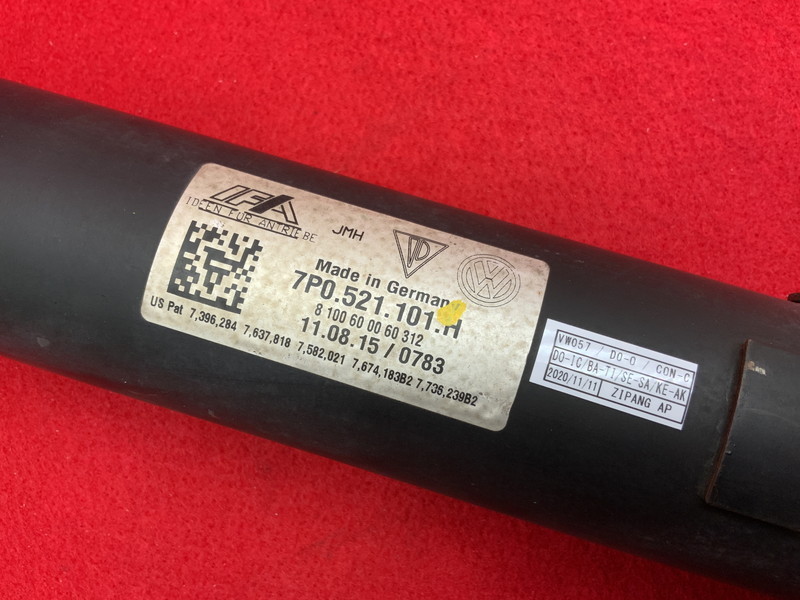 IFA
IDEEN FÜR ANTRIEBE
JMH
VW
Made in German
7P0.521.101.H
8 100 60 00 60 312
11.08.15 / 0783
US Pat 7,396,284 7,637,818 7,582,021 7,674,183B2 7,736,239B2
VW057 / DO-O / CON-C
DO-IC/BA-TI/SE-SA/KE-AK
2020/11/11 ZIPANG AP